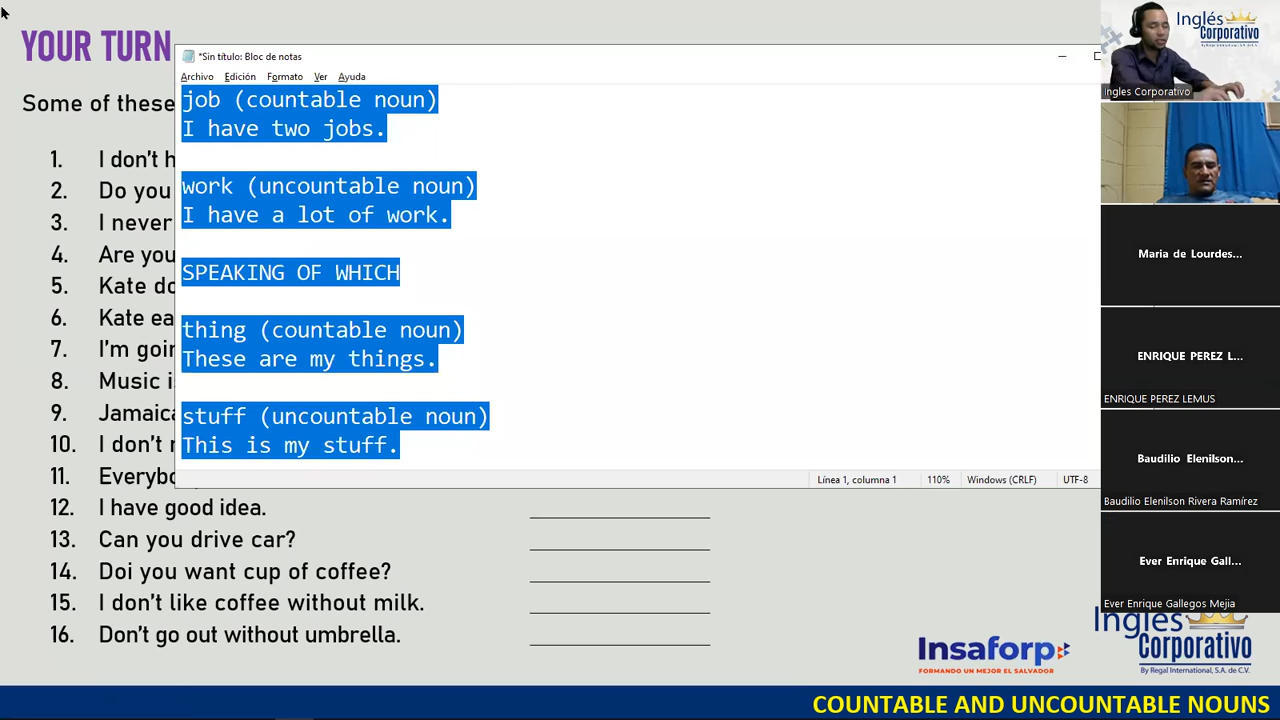 YOUR TURN
Some of these
1. I don't h
2. Do you
3. I never
4. Are you
5. Kate do
6. Kate ea
7. I'm goi
8. Music i
9. Jamaica
10. I don't
11. Everybo
12. I have good idea.
13. Can you drive car?
14. Doi you want cup of coffee?
15. I don't like coffee without milk.
16. Don't go out without umbrella.
*Sin título: Bloc de notas
Archivo Edición Formato Ver Ayuda
job (countable noun)
I have two jobs.
work (uncountable noun)
I have a lot of work.
SPEAKING OF WHICH
thing (countable noun)
These are my things.
stuff (uncountable noun)
This is my stuff.
Línea 1, columna 1 110% Windows (CRLF) UTF-8
Inglés
Corporativo
By Regal International, S.A. de C.V.
Ingles Corporativo
Maria de Lourdes...
ENRIQUE PEREZ L...
ENRIQUE PEREZ LEMUS
Baudilio Elenilson...
Baudilio Elenilson Rivera Ramírez
Ever Enrique Gall...
Ever Enrique Gallegos Mejia
Insaforp
FORMANDO UN MEJOR EL SALVADOR
Inglés
Corporativo
By Regal International, S.A. de C.V.
COUNTABLE AND UNCOUNTABLE NOUNS